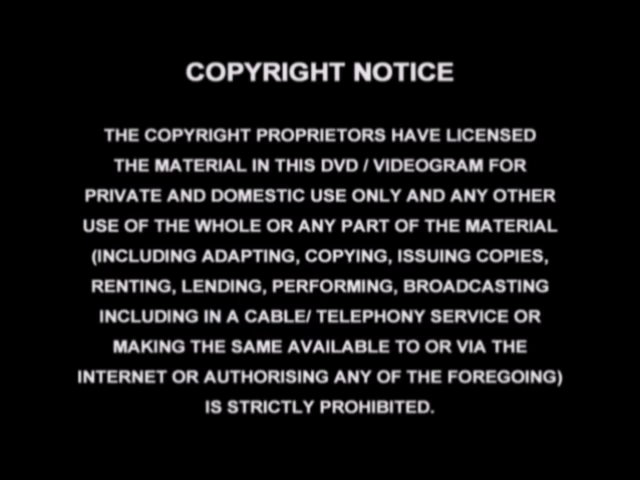 COPYRIGHT NOTICE
THE COPYRIGHT PROPRIETORS HAVE LICENSED
THE MATERIAL IN THIS DVD / VIDEOGRAM FOR
PRIVATE AND DOMESTIC USE ONLY AND ANY OTHER
USE OF THE WHOLE OR ANY PART OF THE MATERIAL
(INCLUDING ADAPTING, COPYING, ISSUING COPIES,
RENTING, LENDING, PERFORMING, BROADCASTING
INCLUDING IN A CABLE/ TELEPHONY SERVICE OR
MAKING THE SAME AVAILABLE TO OR VIA THE
INTERNET OR AUTHORISING ANY OF THE FOREGOING)
IS STRICTLY PROHIBITED.